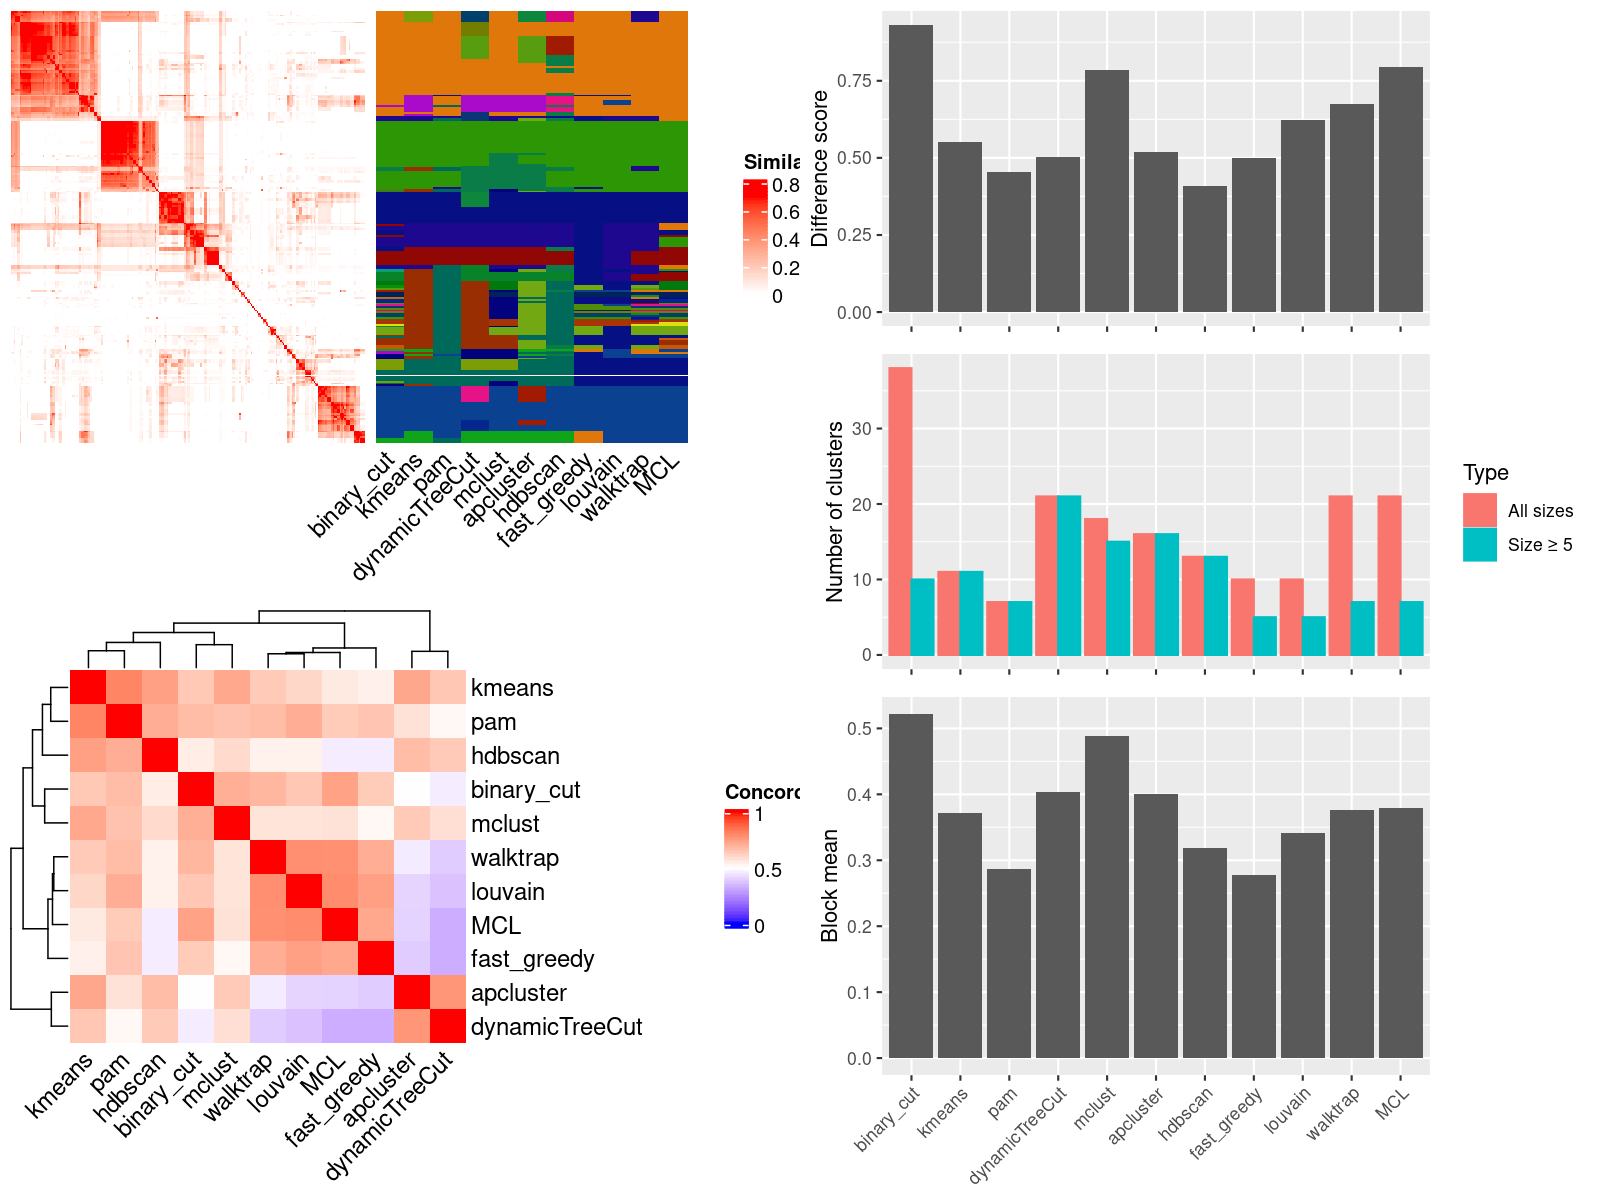 Simila
0.8
0.6
0.4
0.2
0
binary_cut
kmeans
pam
dynamicTreeCut
mclust
apcluster
hdbscan
fast_greedy
louvain
walktrap
MCL
Difference score
0.75
0.50
0.25
0.00
Number of clusters
30
20
10
0
Type
All sizes
Size ≥ 5
kmeans
pam
hdbscan
binary_cut
mclust
walktrap
louvain
MCL
fast_greedy
apcluster
dynamicTreeCut
kmeans
pam
hdbscan
binary_cut
mclust
walktrap
louvain
MCL
fast_greedy
apcluster
dynamicTreeCut
Concord
1
0.5
0
Block mean
0.5
0.4
0.3
0.2
0.1
0.0
binary_cut
kmeans
pam
dynamicTreeCut
mclust
apcluster
hdbscan
fast_greedy
louvain
walktrap
MCL